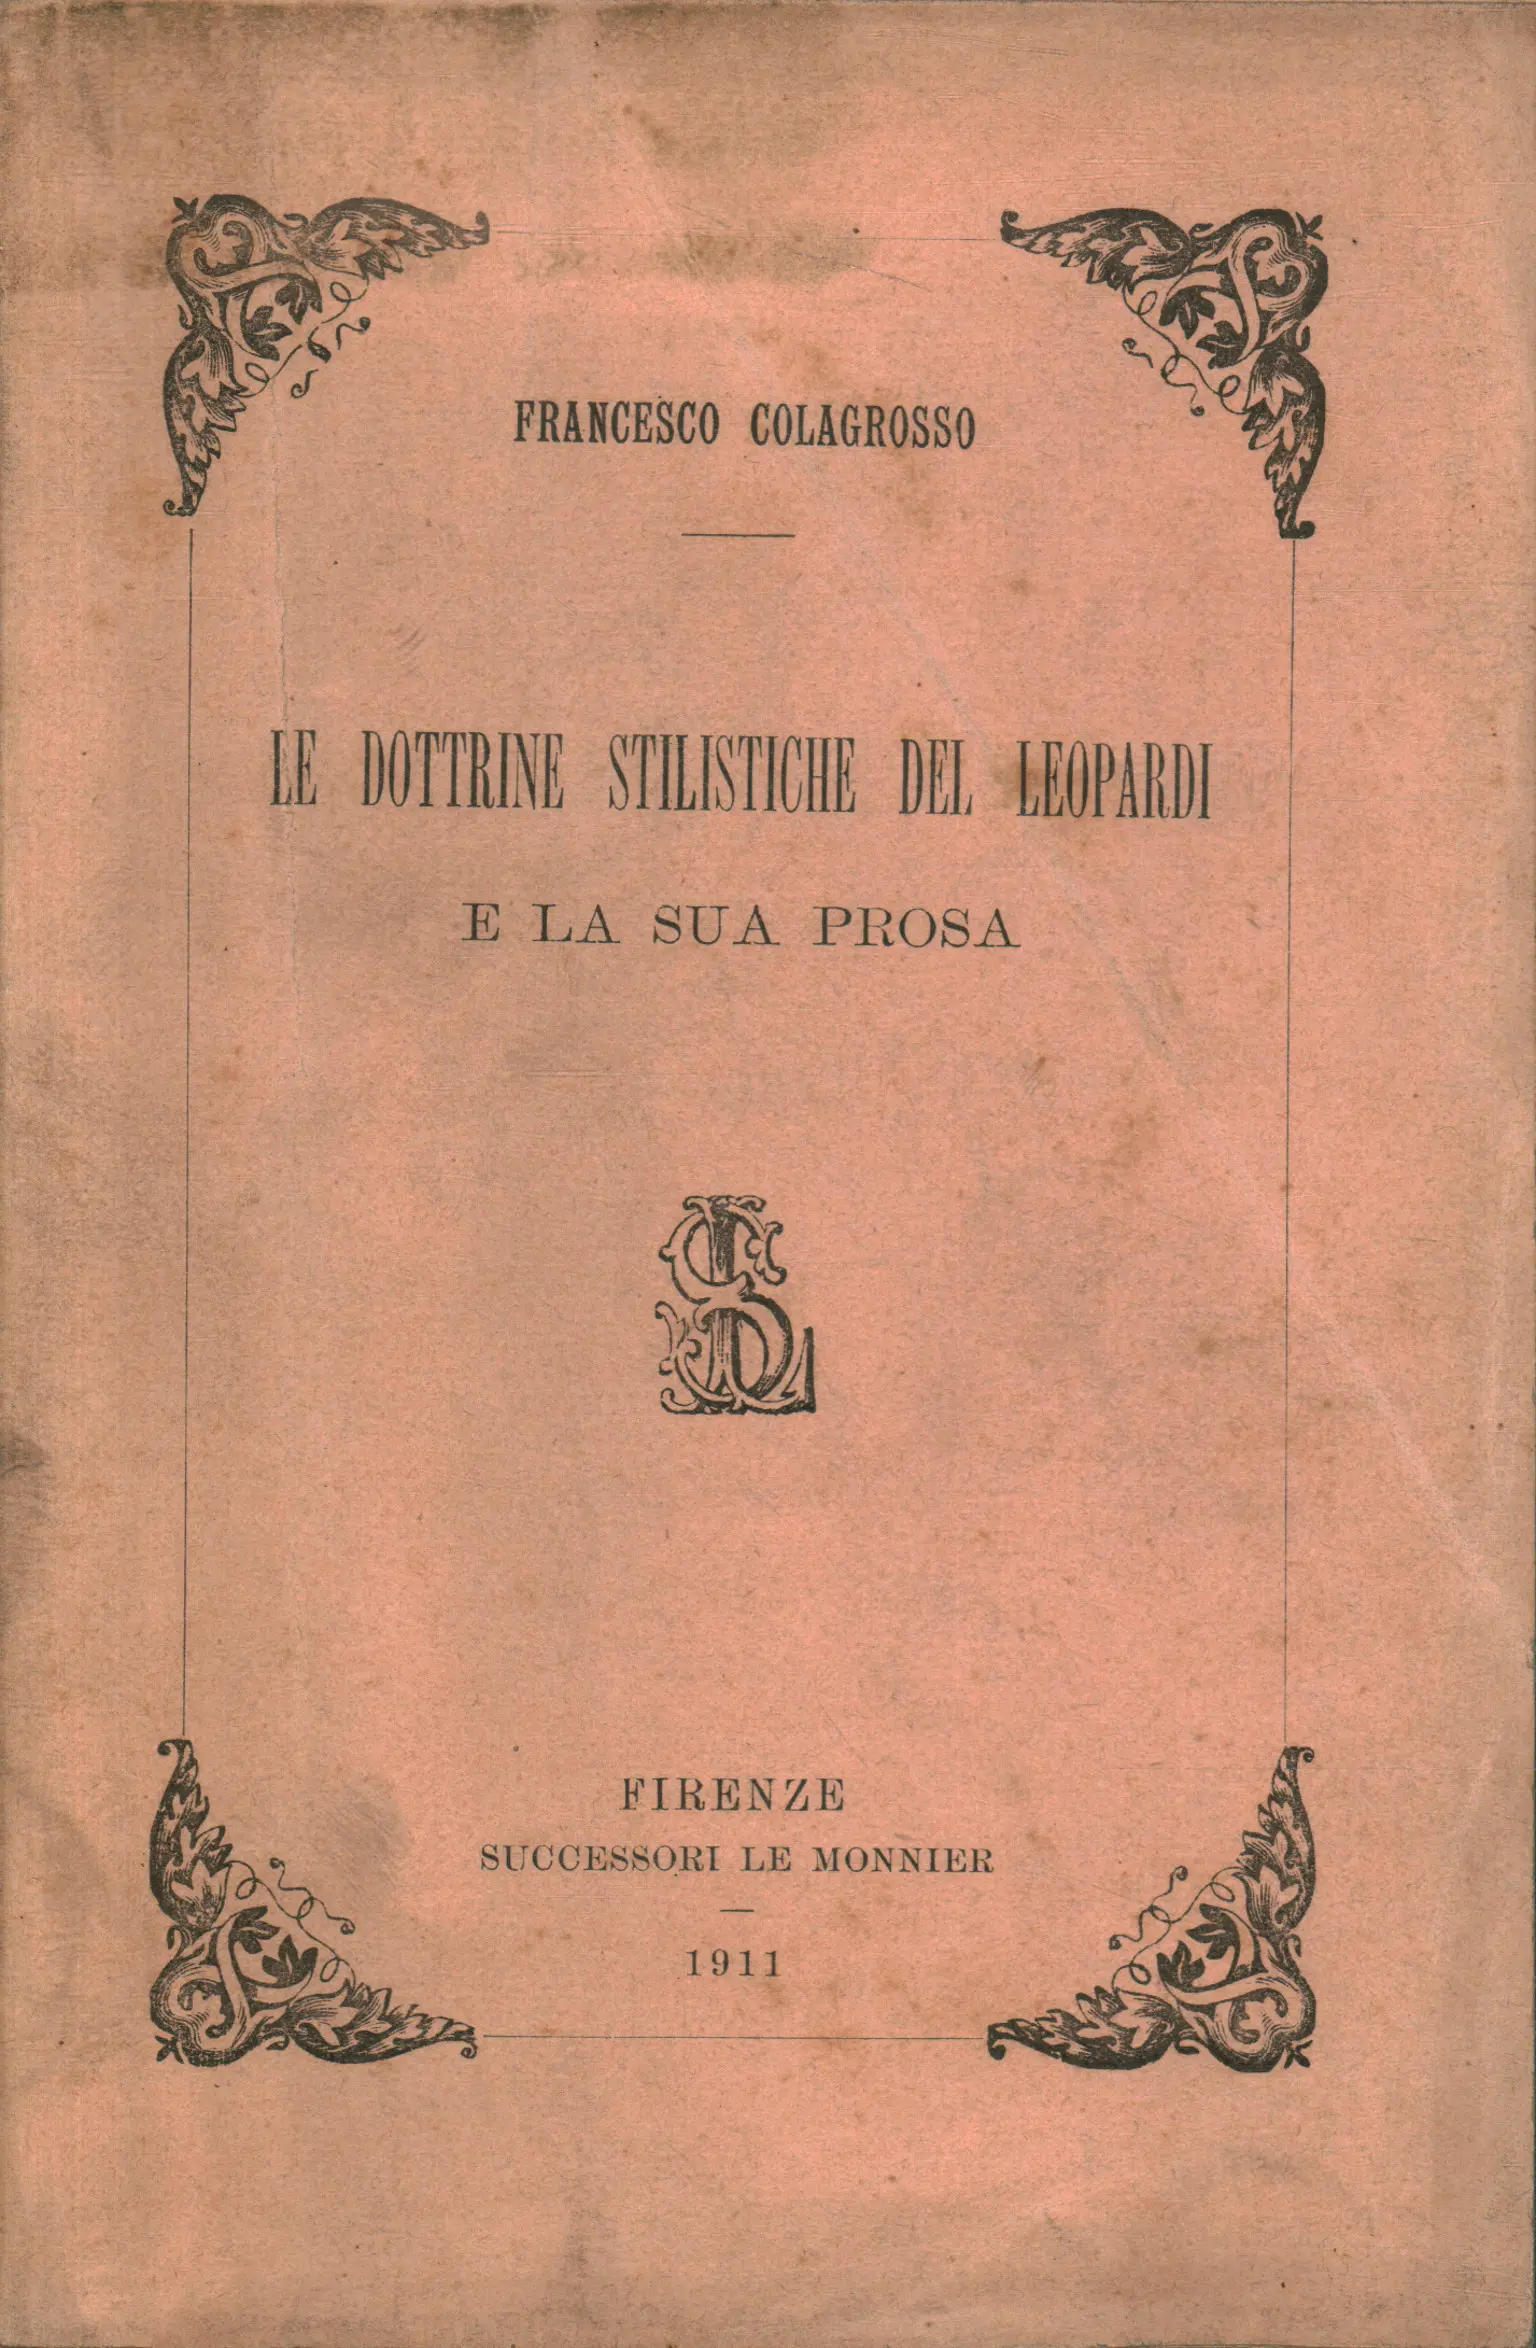 FRANCESCO COLAGROSSO
LE DOTTRINE STILISTICHE DEL LEOPARDI
E LA SUA PROSA
FIRENZE
SUCCESSORI LE MONNIER
1911